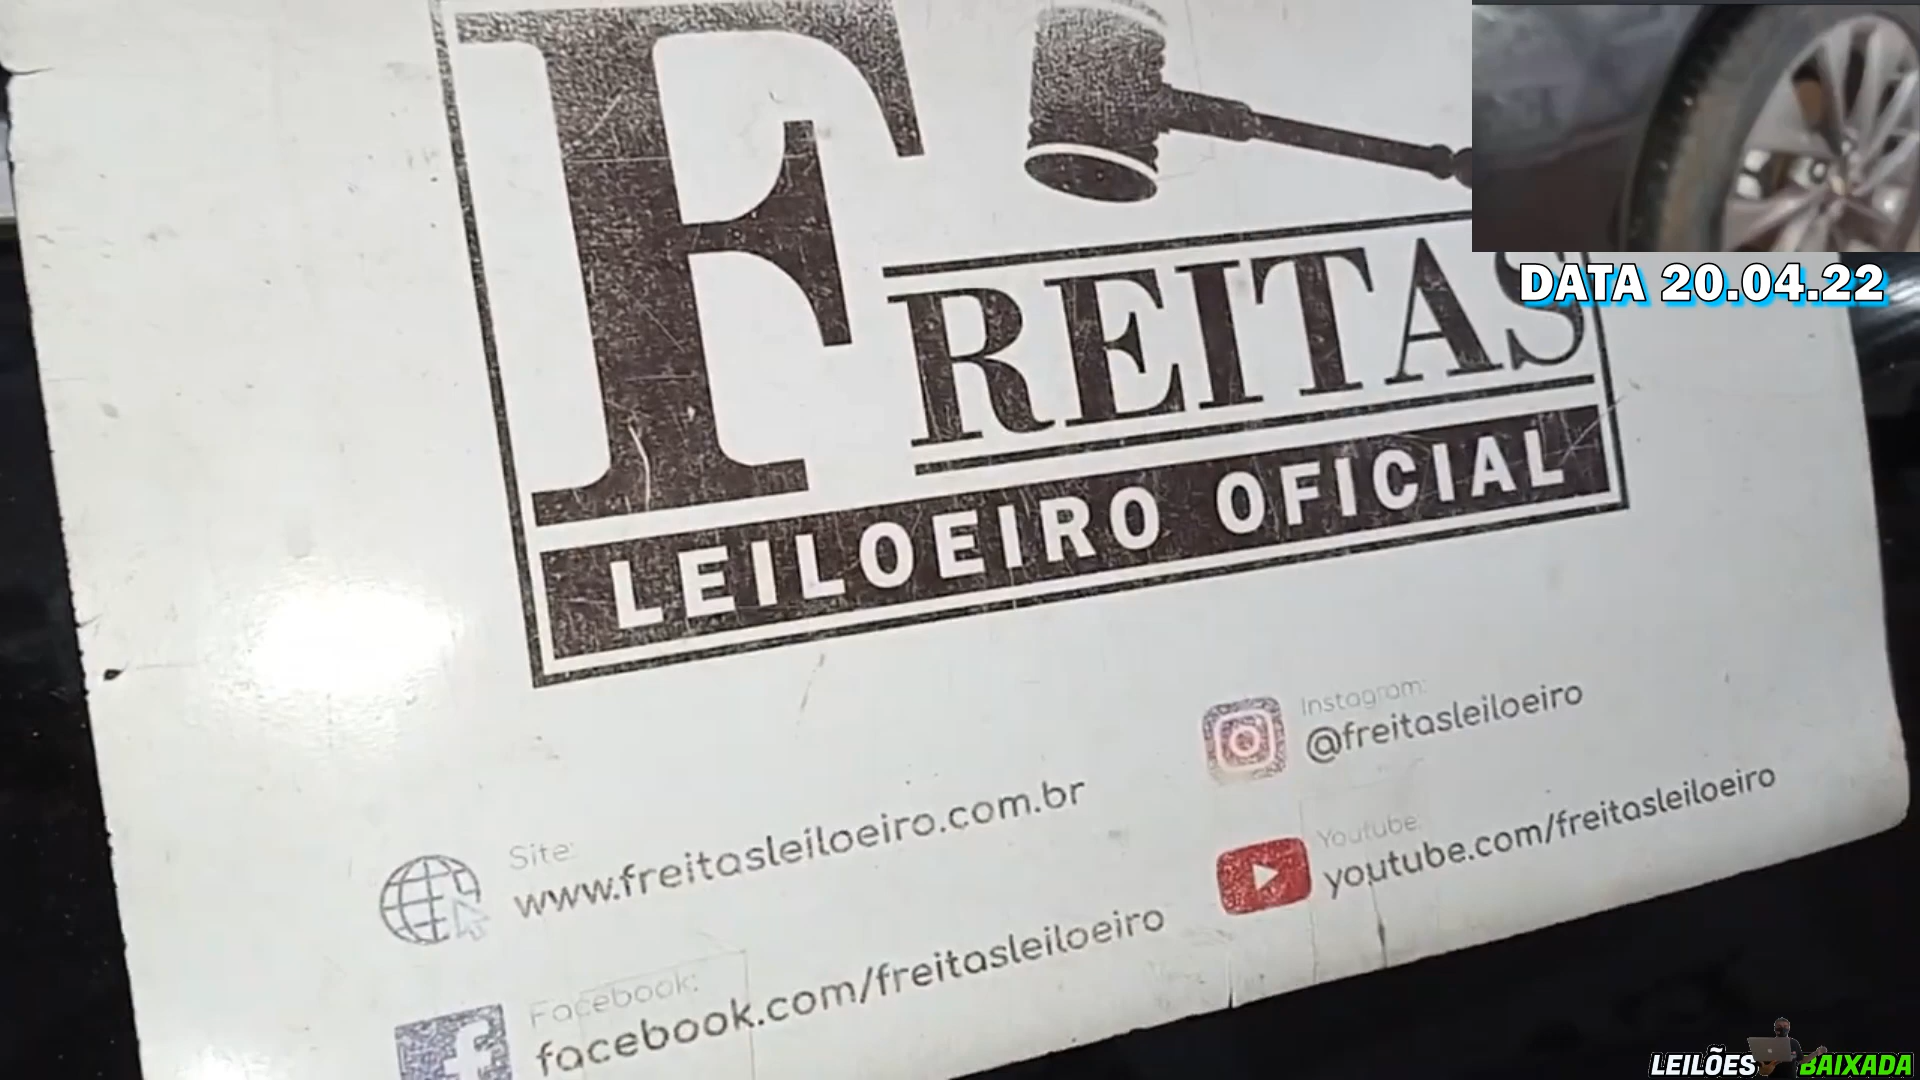 FREITAS
LEILOEIRO OFICIAL
DATA 20.04.22
Site:
www.freitasleiloeiro.com.br
Facebook:
facebook.com/freitasleiloeiro
Instagram:
@freitasleiloeiro
Youtube:
youtube.com/freitasleiloeiro
LEILÕES BAIXADA